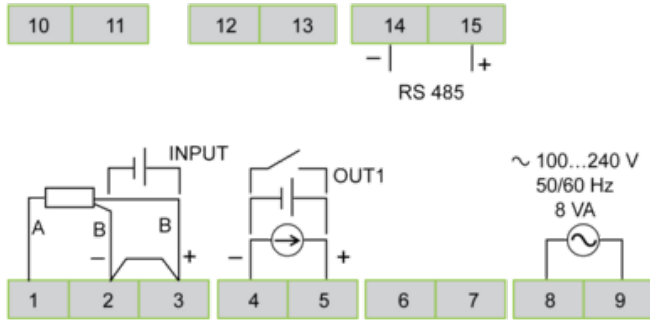 10 11 12 13 14 15
− +
RS 485
INPUT
OUT1
∼ 100...240 V
50/60 Hz
8 VA
A B B
− + − +
1 2 3 4 5 6 7 8 9